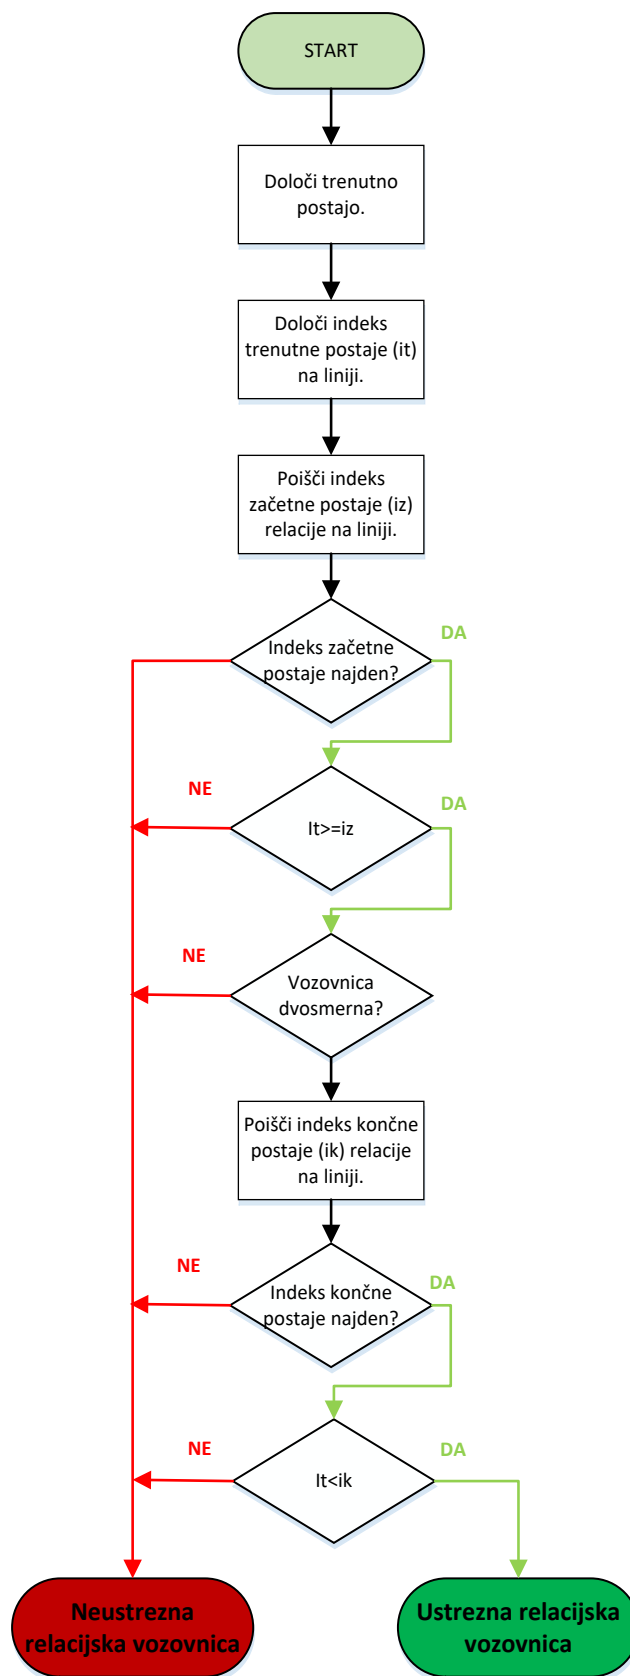 START
Določi trenutno
postajo.
Določi indeks
trenutne postaje (it)
na liniji.
Poišči indeks
začetne postaje (iz)
relacije na liniji.
DA
Indeks začetne
postaje najden?
NE
DA
It>=iz
NE
Vozovnica
dvosmerna?
Poišči indeks končne
postaje (ik) relacije
na liniji.
NE
DA
Indeks končne
postaje najden?
NE
DA
It<ik
Neustrezna
relacijska vozovnica
Ustrezna relacijska
vozovnica